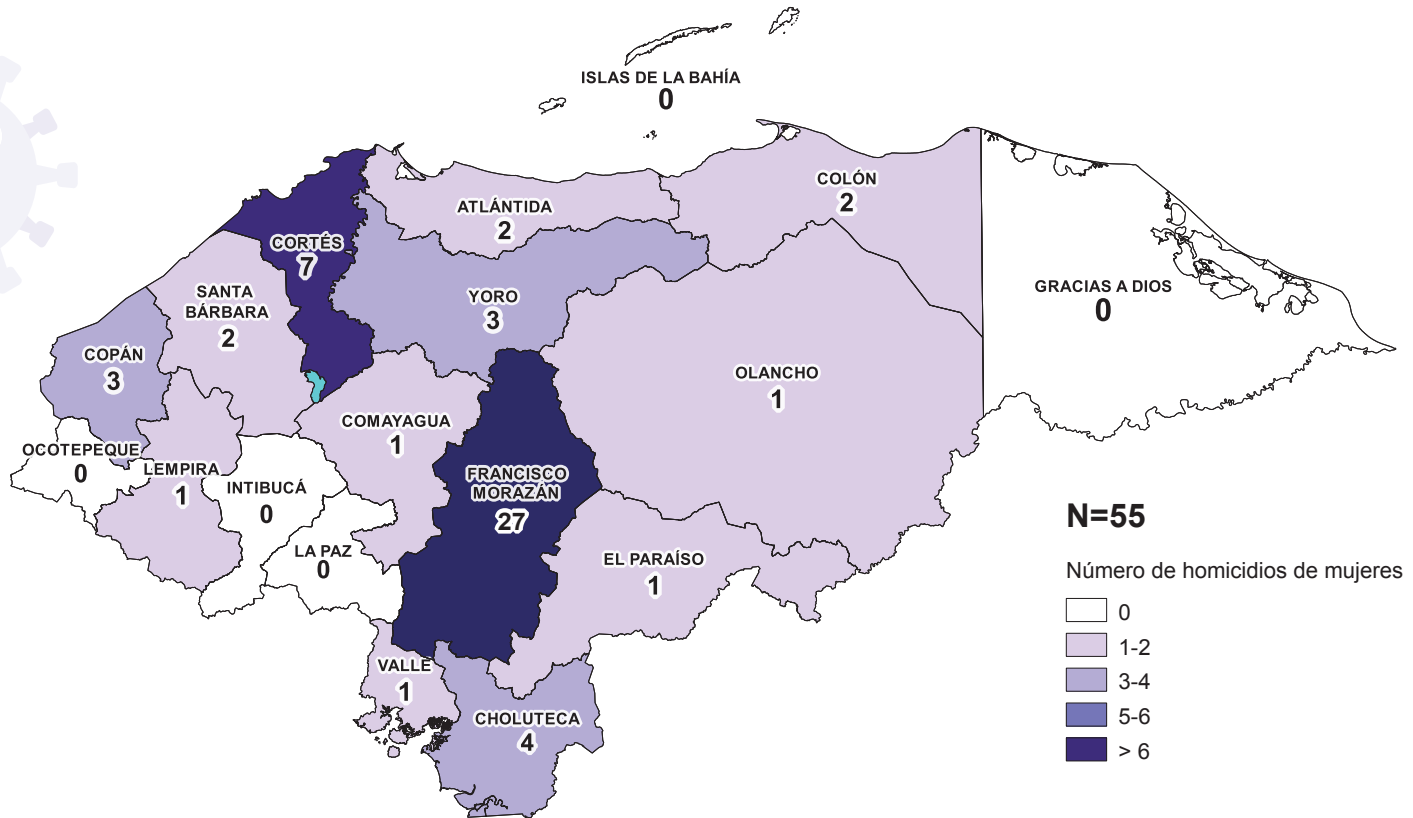 ISLAS DE LA BAHÍA
0
COLÓN
2
ATLÁNTIDA
2
CORTÉS
7
SANTA
BÁRBARA
2
YORO
3
GRACIAS A DIOS
0
COPÁN
3
OLANCHO
1
COMAYAGUA
1
OCOTEPEQUE
0
LEMPIRA
1
INTIBUCÁ
0
FRANCISCO
MORAZÁN
27
LA PAZ
0
EL PARAÍSO
1
VALLE
1
CHOLUTECA
4
N=55
Número de homicidios de mujeres
0
1-2
3-4
5-6
> 6